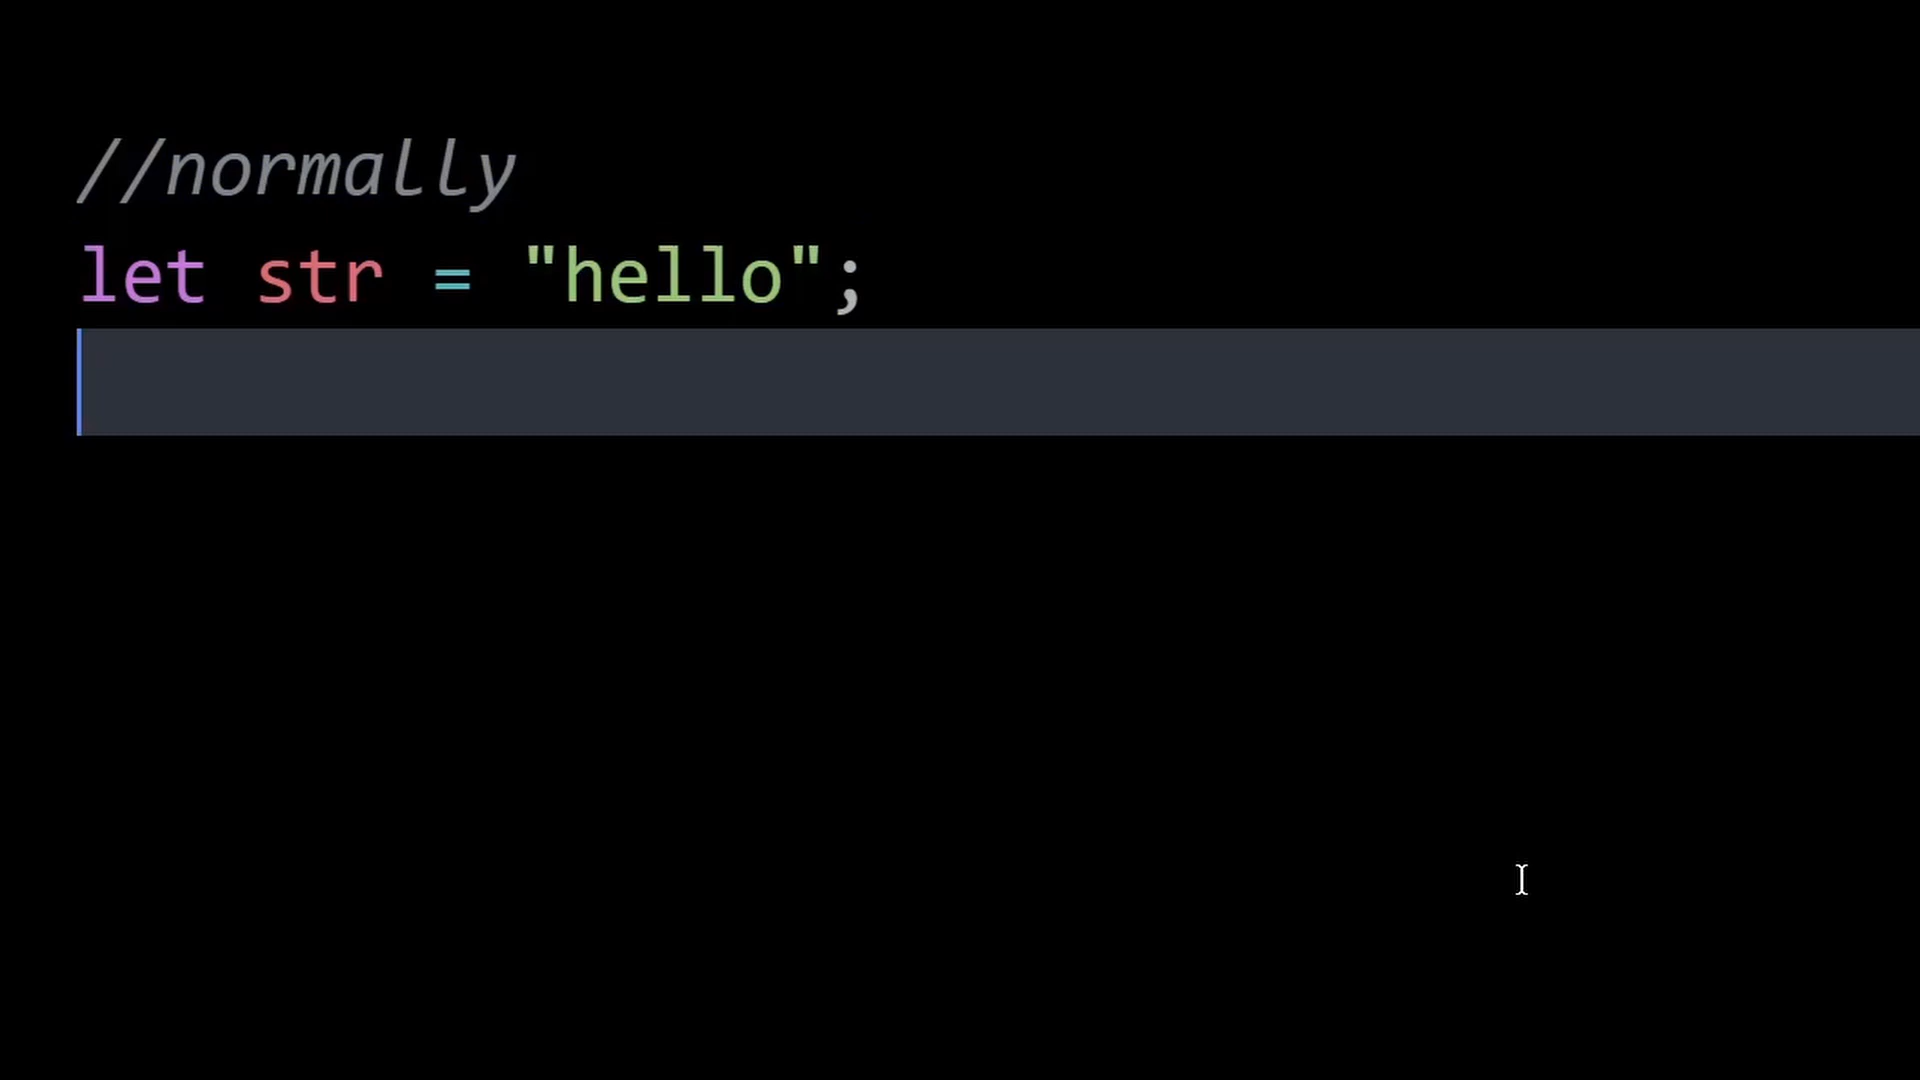 //normally
let str = "hello";